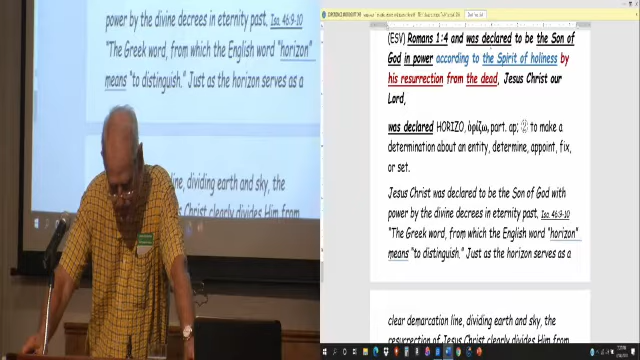 power by the divine decrees in eternity past. Isa. 46:9-10
"The Greek word, from which the English word "horizon"
means "to distinguish." Just as the horizon serves as a
line, dividing earth and sky, the
Christ clearly divides Him from
(ESV) Romans 1:4 and was declared to be the Son of
God in power according to the Spirit of holiness by
his resurrection from the dead, Jesus Christ our
Lord,
was declared HORIZO, ὁρίζω, part. ap; ② to make a
determination about an entity, determine, appoint, fix,
or set.
Jesus Christ was declared to be the Son of God with
power by the divine decrees in eternity past. Isa. 46:9-10
"The Greek word, from which the English word "horizon"
means "to distinguish." Just as the horizon serves as a
clear demarcation line, dividing earth and sky, the
resurrection of Jesus Christ clearly divides Him from